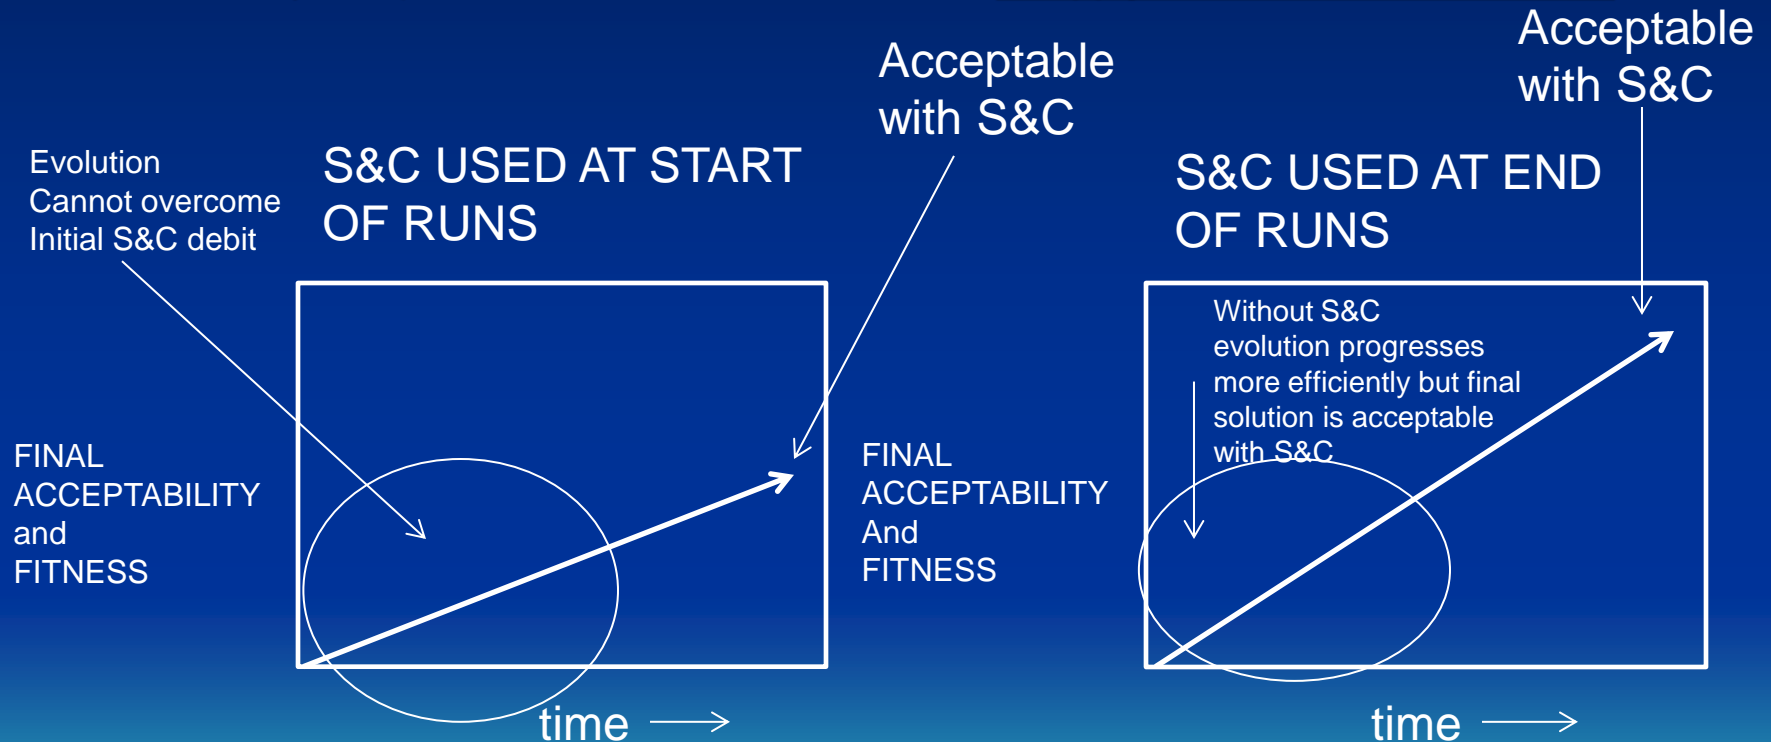 Evolution
Cannot overcome
Initial S&C debit
S&C USED AT START
OF RUNS
Acceptable
with S&C
FINAL
ACCEPTABILITY
and
FITNESS
time
Acceptable
with S&C
S&C USED AT END
OF RUNS
Without S&C
evolution progresses
more efficiently but final
solution is acceptable
with S&C
FINAL
ACCEPTABILITY
And
FITNESS
time